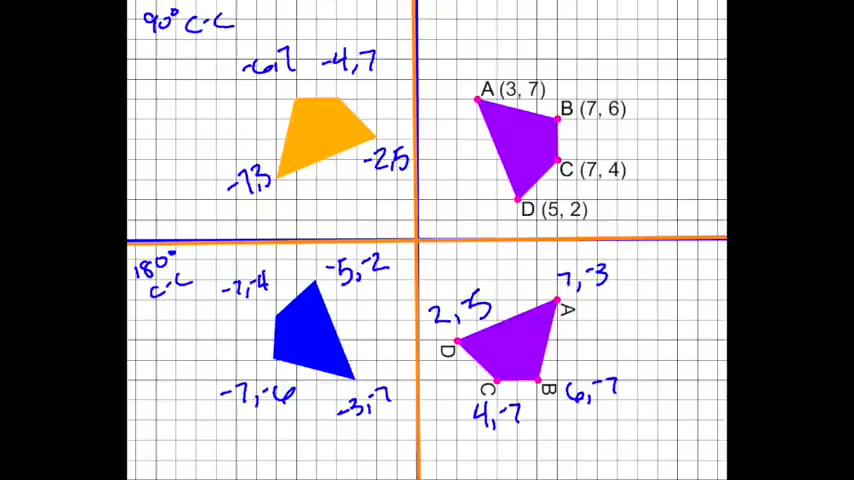 90° C-C
-6,7 -4,7
A (3, 7)
B (7, 6)
-2,5
C (7, 4)
-7,3
D (5, 2)
180°
C-C
-5,-2
-7,-4
7,-3
2,-5
A
D
-7,-6
-3,-7
C
B
6,-7
4,-7